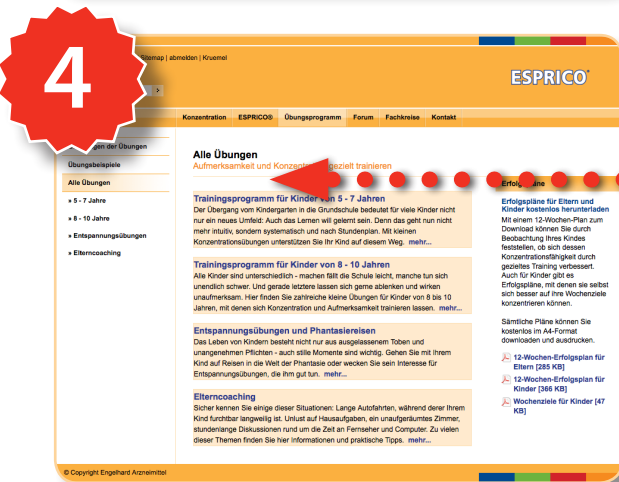 4
Sitemap | abmelden | Kruemel
ESPRICO®
Konzentration ESPRICO® Übungsprogramm Forum Fachkreise Kontakt
der Übungen
Übungsbeispiele
Alle Übungen
» 5 - 7 Jahre
» 8 - 10 Jahre
» Entspannungsübungen
» Elterncoaching
Alle Übungen
Aufmerksamkeit und gezielt trainieren
Trainingsprogramm für Kinder von 5 - 7 Jahren
Der Übergang vom Kindergarten in die Grundschule bedeutet für viele Kinder nicht
nur ein neues Umfeld: Auch das Lernen will gelernt sein. Denn das geht nun nicht
mehr intuitiv, sondern systematisch und nach Stundenplan. Mit kleinen
Konzentrationsübungen unterstützen Sie Ihr Kind auf diesem Weg. mehr...
Trainingsprogramm für Kinder von 8 - 10 Jahren
Alle Kinder sind unterschiedlich - machen fällt die Schule leicht, manche tun sich
unendlich schwer. Und gerade letztere lassen sich gerne ablenken und wirken
unaufmerksam. Hier finden Sie zahlreiche kleine Übungen für Kinder von 8 bis 10
Jahren, mit denen sich Konzentration und Aufmerksamkeit trainieren lassen. mehr...
Entspannungsübungen und Phantasiereisen
Das Leben von Kindern besteht nicht nur aus ausgelassenem Toben und
unangenehmen Pflichten - auch stille Momente sind wichtig. Gehen Sie mit Ihrem
Kind auf Reisen in die Welt der Phantasie oder wecken Sie sein Interesse für
Entspannungsübungen, die ihm gut tun. mehr...
Elterncoaching
Sicher kennen Sie einige dieser Situationen: Lange Autofahrten, während derer Ihrem
Kind furchtbar langweilig ist. Unlust auf Hausaufgaben, ein unaufgeräumtes Zimmer,
stundenlange Diskussionen rund um die Zeit an Fernseher und Computer. Zu vielen
dieser Themen finden Sie hier Informationen und praktische Tipps. mehr...
Erfolgspläne für Eltern und
Kinder kostenlos herunterladen
Mit einem 12-Wochen-Plan zum
Download können Sie durch
Beobachtung Ihres Kindes
feststellen, ob sich dessen
Konzentrationsfähigkeit durch
gezieltes Training verbessert.
Auch für Kinder gibt es
Erfolgspläne, mit denen sie selbst
sich besser auf ihre Wochenziele
konzentrieren können.
Sämtliche Pläne können Sie
kostenlos im A4-Format
downloaden und ausdrucken.
12-Wochen-Erfolgsplan für
Eltern [285 KB]
12-Wochen-Erfolgsplan für
Kinder [366 KB]
Wochenziele für Kinder [47
KB]
© Copyright Engelhard Arzneimittel